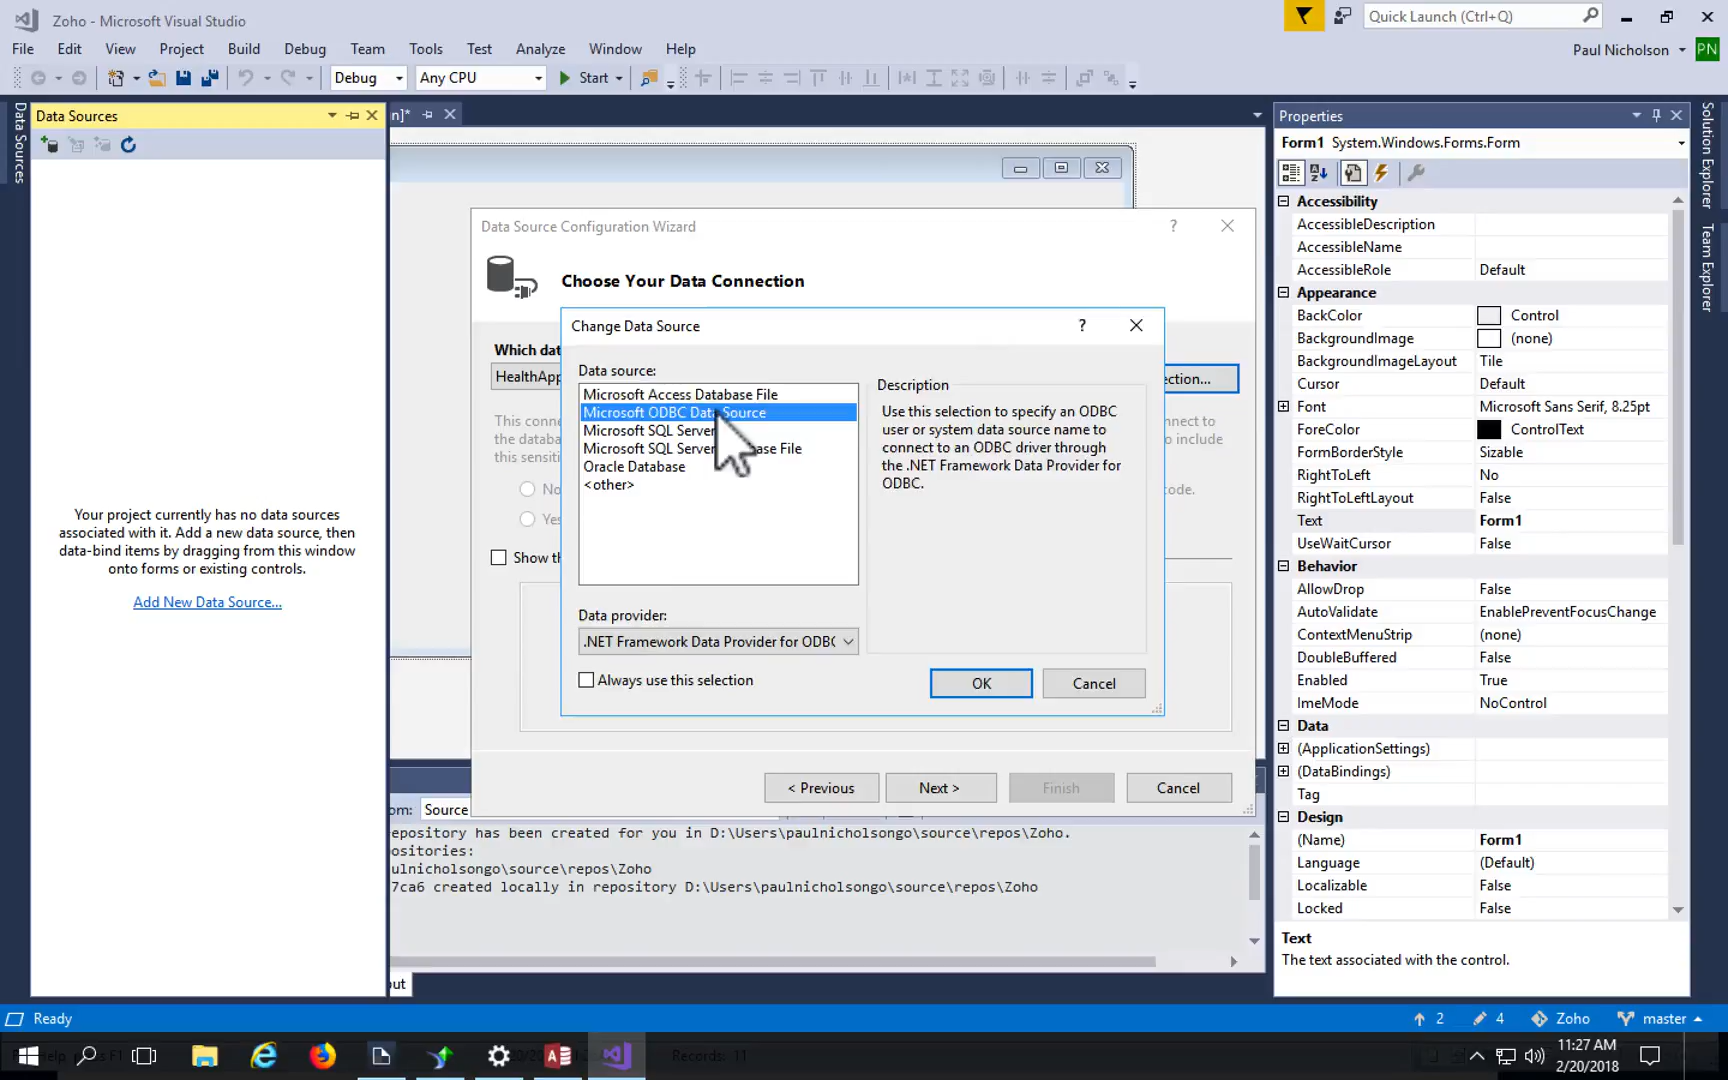 Zoho - Microsoft Visual Studio
Quick Launch (Ctrl+Q)
File Edit View Project Build Debug Team Tools Test Analyze Window Help
Paul Nicholson
PN
Debug
Any CPU
Start
Data Sources
Data Sources
n]*
Your project currently has no data sources
associated with it. Add a new data source, then
data-bind items by dragging from this window
onto forms or existing controls.
Add New Data Source...
Data Source Configuration Wizard
?
Choose Your Data Connection
Which dat
HealthApp
ection...
This conn
the datab
this sensiti
nnect to
o include
No
code.
Yes
Show th
Change Data Source
?
Data source:
Microsoft Access Database File
Microsoft ODBC Data Source
Microsoft SQL Server
Microsoft SQL Server
ase File
Oracle Database
<other>
Description
Use this selection to specify an ODBC
user or system data source name to
connect to an ODBC driver through
the .NET Framework Data Provider for
ODBC.
Data provider:
.NET Framework Data Provider for ODBC
Always use this selection
OK
Cancel
< Previous
Next >
Finish
Cancel
om:
Source
epository has been created for you in D:\Users\paulnicholsongo\source\repos\Zoho.
ositories:
ulnicholsongo\source\repos\Zoho
7ca6 created locally in repository D:\Users\paulnicholsongo\source\repos\Zoho
ut
Properties
Form1 System.Windows.Forms.Form
Accessibility
AccessibleDescription
AccessibleName
AccessibleRole Default
Appearance
BackColor Control
BackgroundImage (none)
BackgroundImageLayout Tile
Cursor Default
Font Microsoft Sans Serif, 8.25pt
ForeColor ControlText
FormBorderStyle Sizable
RightToLeft No
RightToLeftLayout False
Text Form1
UseWaitCursor False
Behavior
AllowDrop False
AutoValidate EnablePreventFocusChange
ContextMenuStrip (none)
DoubleBuffered False
Enabled True
ImeMode NoControl
Data
(ApplicationSettings)
(DataBindings)
Tag
Design
(Name) Form1
Language (Default)
Localizable False
Locked False
Text
The text associated with the control.
Solution Explorer
Team Explorer
Ready
2
4
Zoho
master
Records: 11
11:27 AM
2/20/2018